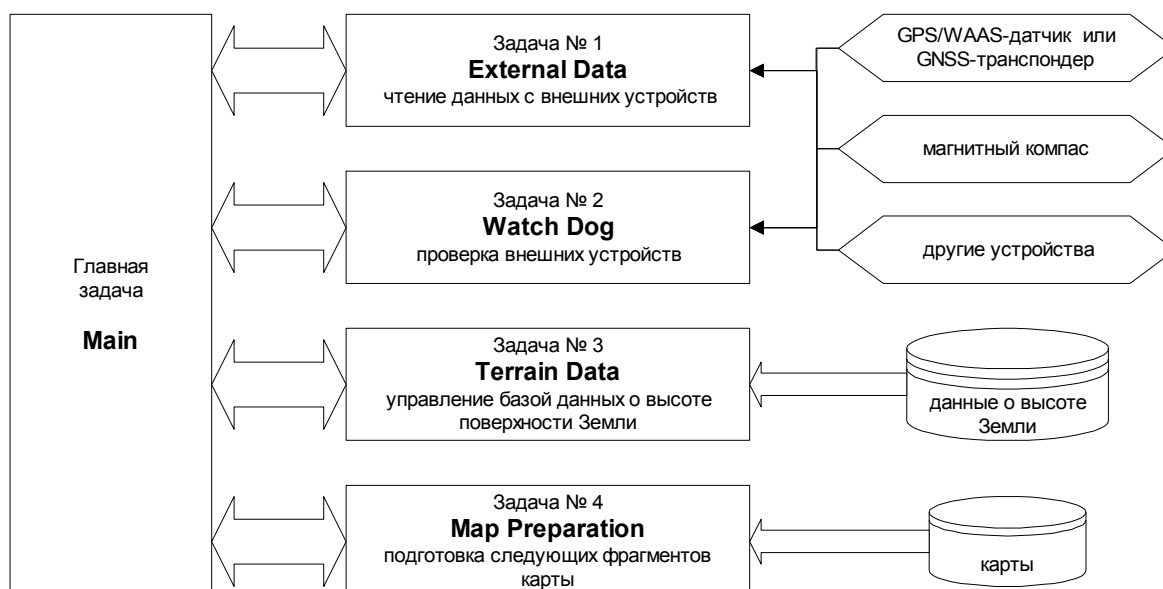 Главная
задача
Main
Задача № 1
External Data
чтение данных с внешних устройств
Задача № 2
Watch Dog
проверка внешних устройств
Задача № 3
Terrain Data
управление базой данных о высоте
поверхности Земли
Задача № 4
Map Preparation
подготовка следующих фрагментов
карты
GPS/WAAS-датчик или
GNSS-транспондер
магнитный компас
другие устройства
данные о высоте
Земли
карты